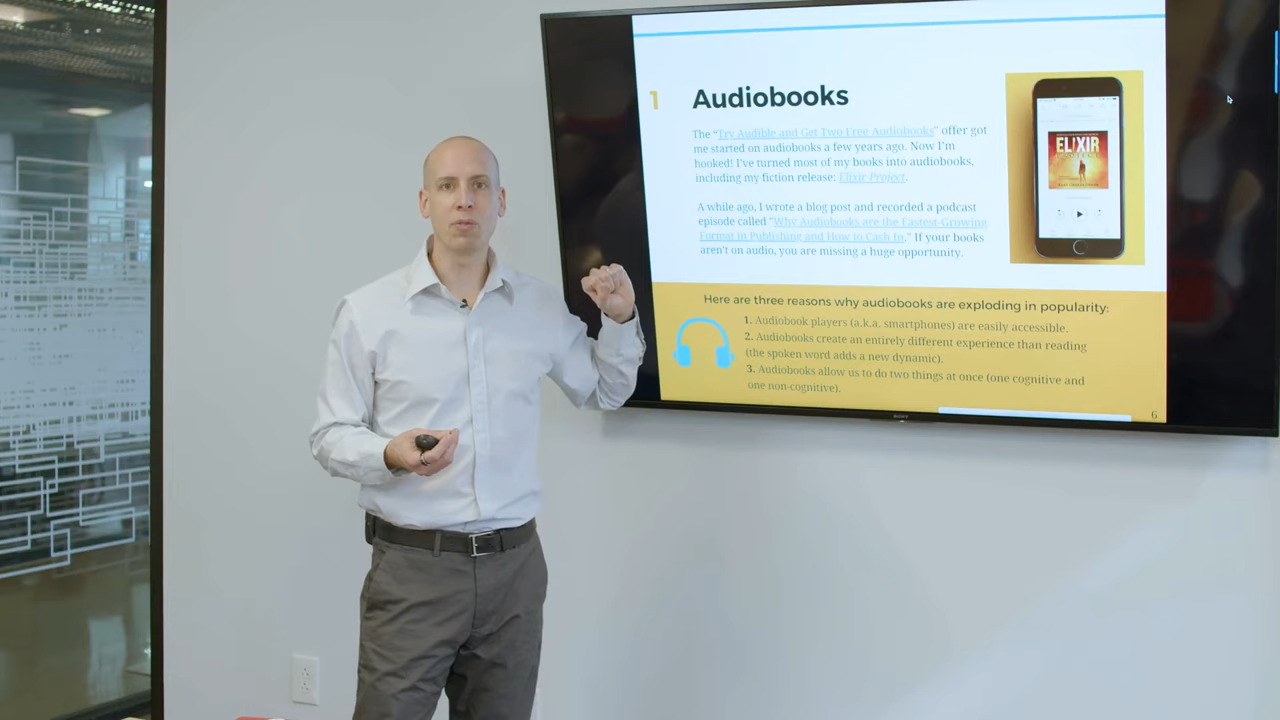 1
Audiobooks
The “Try Audible and Get Two Free Audiobooks” offer got
me started on audiobooks a few years ago. Now I’m
hooked! I’ve turned most of my books into audiobooks,
including my fiction release: Elixir Project.
A while ago, I wrote a blog post and recorded a podcast
episode called “Why Audiobooks are the Fastest-Growing
Format in Publishing and How to Cash In.” If your books
aren’t on audio, you are missing a huge opportunity.
ELIXIR
Here are three reasons why audiobooks are exploding in popularity:
1. Audiobook players (a.k.a. smartphones) are easily accessible.
2. Audiobooks create an entirely different experience than reading
(the spoken word adds a new dynamic).
3. Audiobooks allow us to do two things at once (one cognitive and
one non-cognitive).
6
SONY